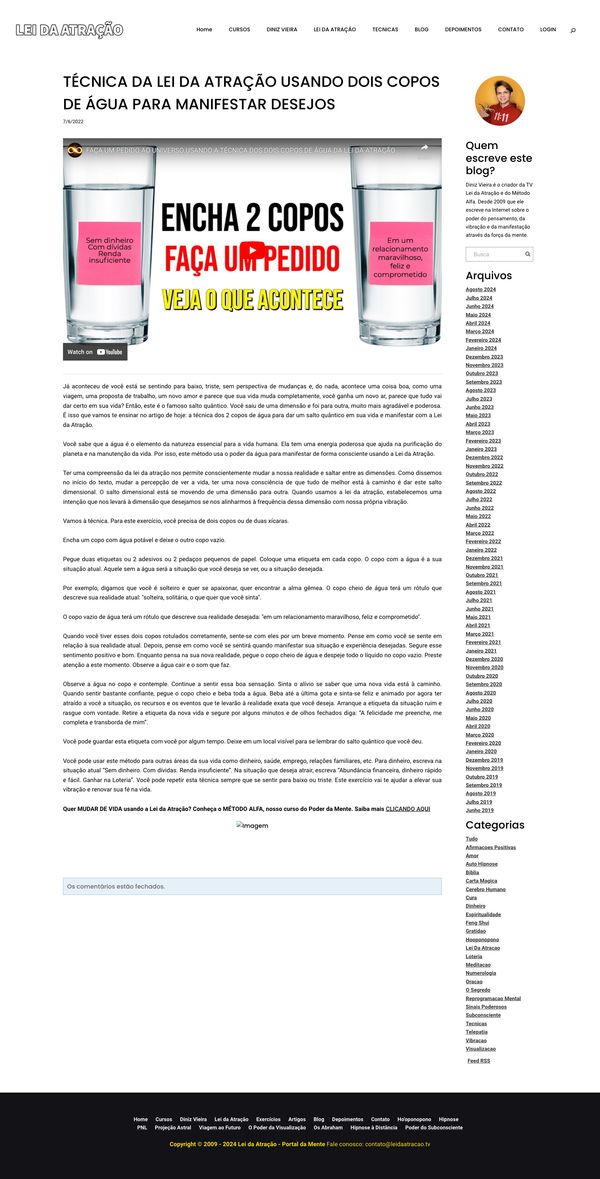 LEI DA ATRAÇÃO
Home CURSOS DINIZ VIEIRA LEI DA ATRAÇÃO TECNICAS BLOG DEPOIMENTOS CONTATO LOGIN
TÉCNICA DA LEI DA ATRAÇÃO USANDO DOIS COPOS
DE ÁGUA PARA MANIFESTAR DESEJOS
7/6/2022
FAÇA UM PEDIDO AO UNIVERSO USANDO A TÉCNICA DOS DOIS COPOS DE ÁGUA DA LEI DA ATRAÇÃO
Sem dinheiro
Com dívidas
Renda
insuficiente
ENCHA 2 COPOS
FAÇA UM PEDIDO
VEJA O QUE ACONTECE
Em um
relacionamento
maravilhoso,
feliz e
comprometido
Watch on YouTube
Já aconteceu de você está se sentindo para baixo, triste, sem perspectiva de mudanças e, do nada, acontece uma coisa boa, como uma
viagem, uma proposta de trabalho, um novo amor e parece que sua vida muda completamente, você ganha um novo ar, parece que tudo vai
dar certo em sua vida? Então, este é o famoso salto quântico. Você saiu de uma dimensão e foi para outra, muito mais agradável e poderosa.
É isso que vamos te ensinar no artigo de hoje: a técnica dos 2 copos de água para dar um salto quântico em sua vida e manifestar com a Lei
da Atração.
Você sabe que a água é o elemento da natureza essencial para a vida humana. Ela tem uma energia poderosa que ajuda na purificação do
planeta e na manutenção da vida. Por isso, este método usa o poder da água para manifestar de forma consciente usando a Lei da Atração.
Ter uma compreensão da lei da atração nos permite conscientemente mudar a nossa realidade e saltar entre as dimensões. Como dissemos
no início do texto, mudar a percepção de ver a vida, ter uma nova consciência de que tudo de melhor está à caminho é dar este salto
dimensional. O salto dimensional está se movendo de uma dimensão para outra. Quando usamos a lei da atração, estabelecemos uma
intenção que nos levará à dimensão que desejamos se nos alinharmos à frequência dessa dimensão com nossa própria vibração.
Vamos à técnica. Para este exercício, você precisa de dois copos ou de duas xícaras.
Encha um copo com água potável e deixe o outro copo vazio.
Pegue duas etiquetas ou 2 adesivos ou 2 pedaços pequenos de papel. Coloque uma etiqueta em cada copo. O copo com a água é a sua
situação atual. Aquele sem a água será a situação que você deseja se ver, ou a situação desejada.
Por exemplo, digamos que você é solteiro e quer se apaixonar, quer encontrar a alma gêmea. O copo cheio de água terá um rótulo que
descreve sua realidade atual: "solteira, solitária, o que quer que você sinta".
O copo vazio de água terá um rótulo que descreve sua realidade desejada: "em um relacionamento maravilhoso, feliz e comprometido".
Quando você tiver esses dois copos rotulados corretamente, sente-se com eles por um breve momento. Pense em como você se sente em
relação à sua realidade atual. Depois, pense em como você se sentirá quando manifestar sua situação e experiência desejadas. Segure esse
sentimento positivo e bom. Enquanto pensa na sua nova realidade, pegue o copo cheio de água e despeje todo o líquido no copo vazio. Preste
atenção a este momento. Observe a água cair e o som que faz.
Observe a água no copo e contemple. Continue a sentir essa boa sensação. Sinta o alívio se saber que uma nova vida está à caminho.
Quando sentir bastante confiante, pegue o copo cheio e beba toda a água. Beba até a última gota e sinta-se feliz e animado por agora ter
atraído a você a situação, os recursos e os eventos que te levarão à realidade exata que você deseja. Arranque a etiqueta da situação ruim e
rasgue com vontade. Retire a etiqueta da nova vida e segure por alguns minutos e de olhos fechados diga: "A felicidade me preenche, me
completa e transborda de mim".
Você pode guardar esta etiqueta com você por algum tempo. Deixe em um local visível para se lembrar do salto quântico que você deu.
Você pode usar este método para outras áreas da sua vida como dinheiro, saúde, emprego, relações familiares, etc. Para dinheiro, escreva na
situação atual "Sem dinheiro. Com dívidas. Renda insuficiente". Na situação que deseja atrair, escreva "Abundância financeira, dinheiro rápido
e fácil. Ganhar na Loteria". Você pode repetir esta técnica sempre que se sentir para baixo ou triste. Este exercício vai te ajudar a elevar sua
vibração e renovar sua fé na vida.
Quer MUDAR DE VIDA usando a Lei da Atração? Conheça o MÉTODO ALFA, nosso curso do Poder da Mente. Saiba mais CLICANDO AQUI
Imagem
Os comentários estão fechados.
11:11
Quem
escreve este
blog?
Diniz Vieira é o criador da TV
Lei da Atração e do Método
Alfa. Desde 2009 que ele
escreve na Internet sobre o
poder do pensamento, da
vibração e da manifestação
através da força da mente.
Busca
Arquivos
Agosto 2024
Julho 2024
Junho 2024
Maio 2024
Abril 2024
Março 2024
Fevereiro 2024
Janeiro 2024
Dezembro 2023
Novembro 2023
Outubro 2023
Setembro 2023
Agosto 2023
Julho 2023
Junho 2023
Maio 2023
Abril 2023
Março 2023
Fevereiro 2023
Janeiro 2023
Dezembro 2022
Novembro 2022
Outubro 2022
Setembro 2022
Agosto 2022
Julho 2022
Junho 2022
Maio 2022
Abril 2022
Março 2022
Fevereiro 2022
Janeiro 2022
Dezembro 2021
Novembro 2021
Outubro 2021
Setembro 2021
Agosto 2021
Julho 2021
Junho 2021
Maio 2021
Abril 2021
Março 2021
Fevereiro 2021
Janeiro 2021
Dezembro 2020
Novembro 2020
Outubro 2020
Setembro 2020
Agosto 2020
Julho 2020
Junho 2020
Maio 2020
Abril 2020
Março 2020
Fevereiro 2020
Janeiro 2020
Dezembro 2019
Novembro 2019
Outubro 2019
Setembro 2019
Agosto 2019
Julho 2019
Junho 2019
Categorias
Tudo
Afirmacoes Positivas
Amor
Auto Hipnose
Biblia
Carta Magica
Cerebro Humano
Cura
Dinheiro
Espiritualidade
Feng Shui
Gratidao
Hooponopono
Lei Da Atracao
Loteria
Meditacao
Numerologia
Oracao
O Segredo
Reprogramacao Mental
Sinais Poderosos
Subconsciente
Tecnicas
Telepatia
Vibracao
Visualizacao
Feed RSS
Home Cursos Diniz Vieira Lei da Atração Exercícios Artigos Blog Depoimentos Contato Ho'oponopono Hipnose
PNL Projeção Astral Viagem ao Futuro O Poder da Visualização Os Abraham Hipnose à Distância Poder do Subconsciente
Copyright © 2009 - 2024 Lei da Atração - Portal da Mente Fale conosco: contato@leidaatracao.tv